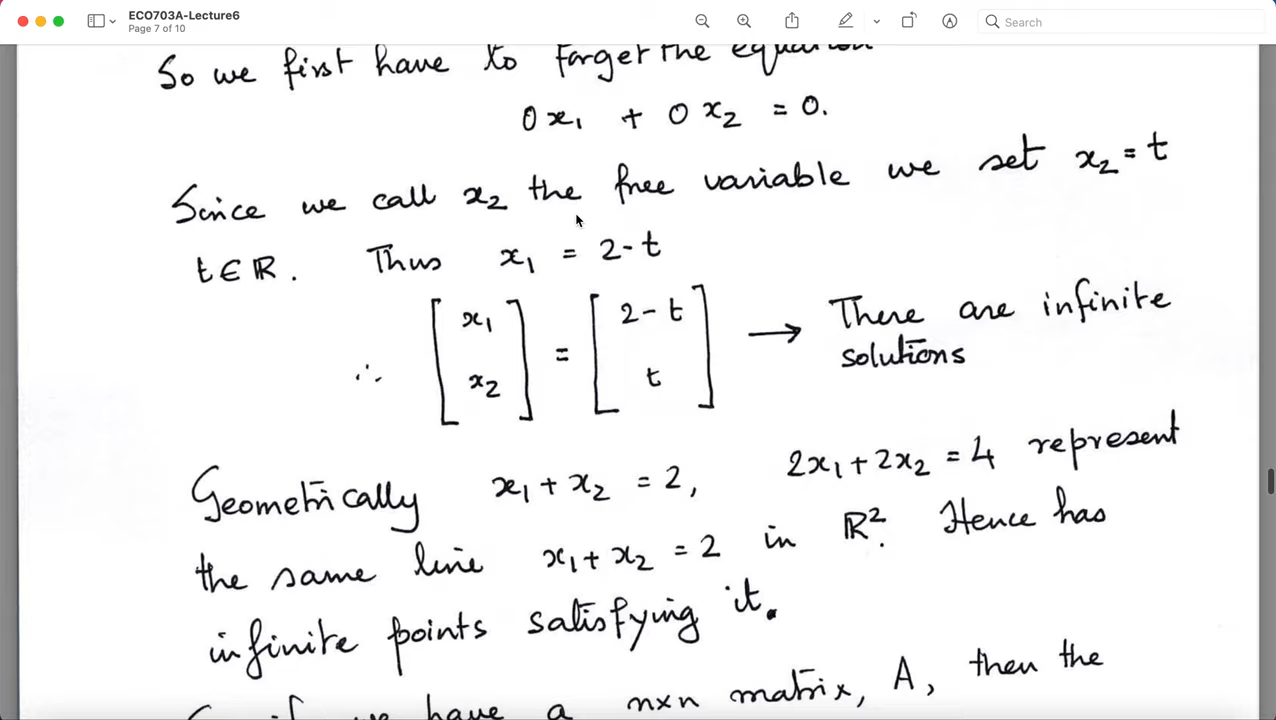 ECO703A-Lecture6
Page 7 of 10
Search
So we first have to forget the equation
0x₁ + 0x₂ = 0.
Since we call x₂ the free variable we set x₂ = t
t∈ℝ. Thus x₁ = 2-t
∴ [x₁ x₂] = [2-t t] → There are infinite
solutions
Geometrically x₁ + x₂ = 2, 2x₁ + 2x₂ = 4 represent
the same line x₁ + x₂ = 2 in ℝ². Hence has
infinite points satisfying it.
So if we have a n×n matrix, A, then the